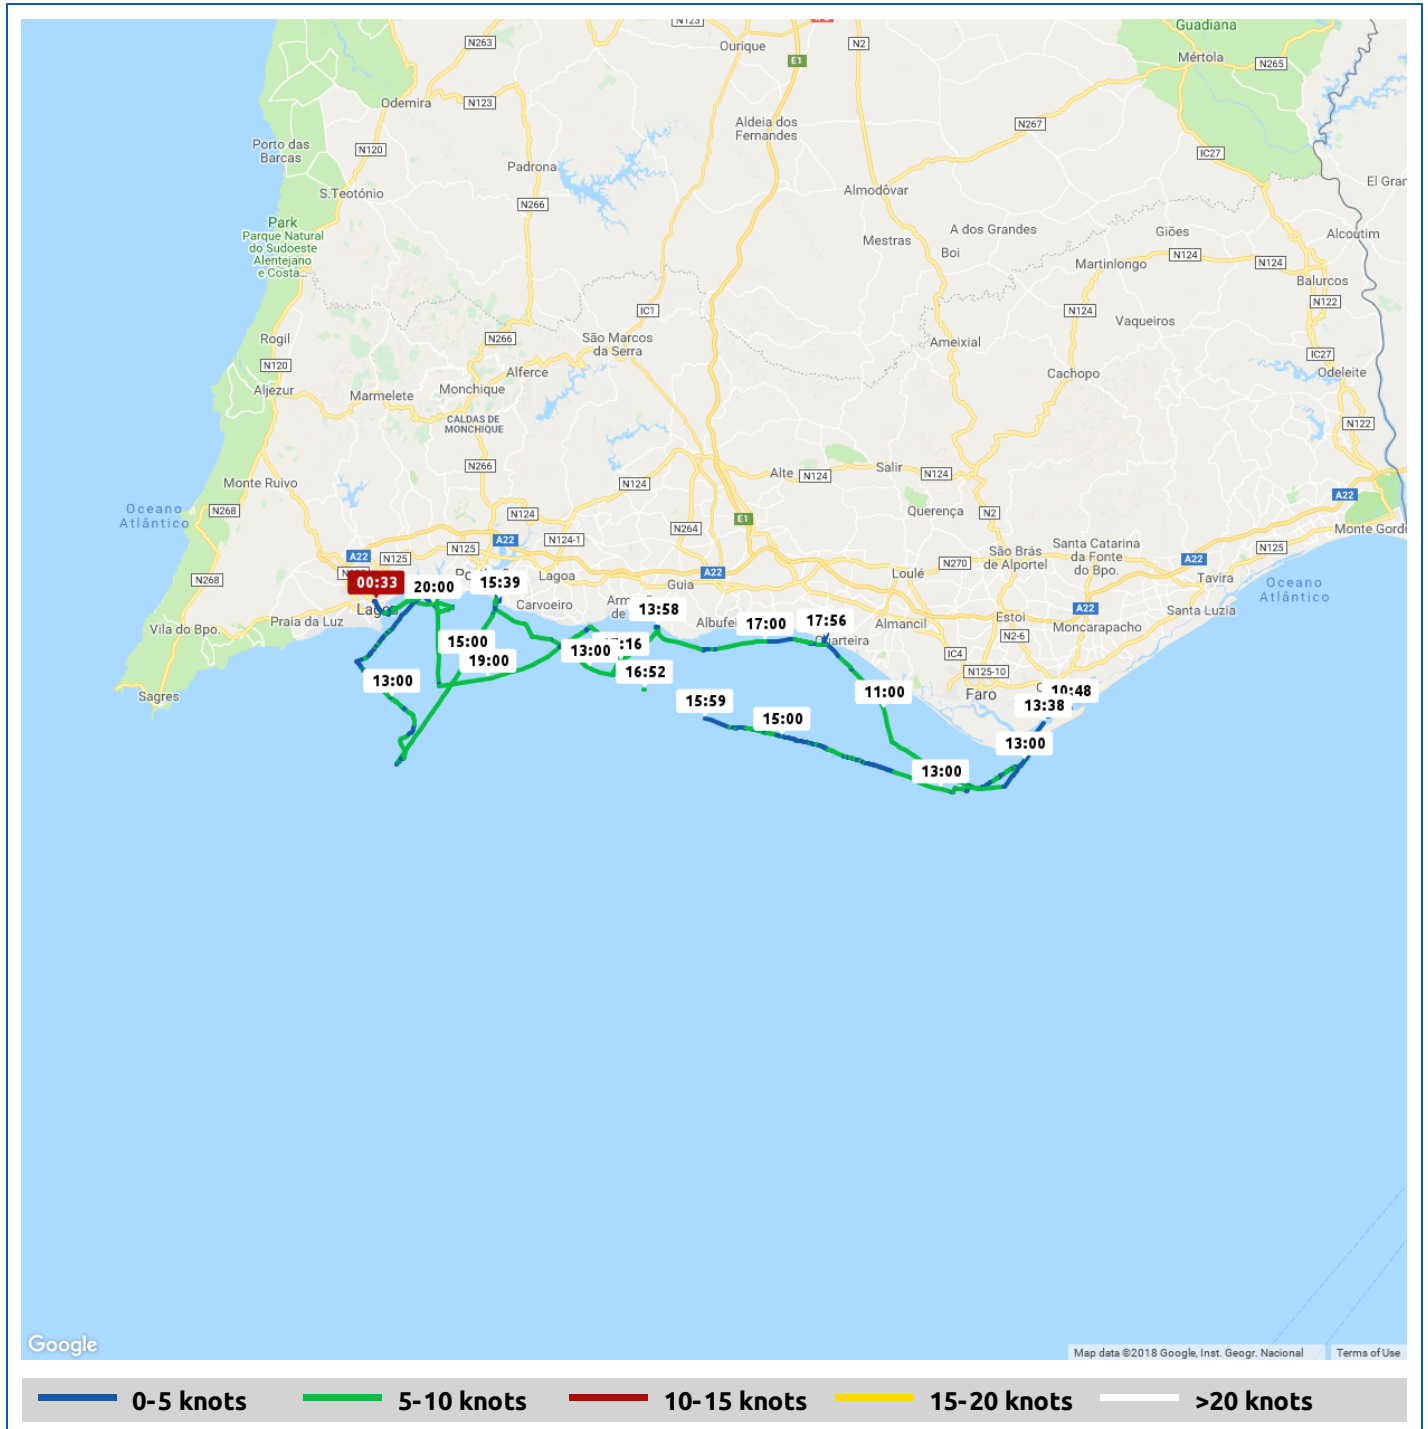 N123
Guadiana
N263
Ourique
N2
E1
Mértola
N265
Odemira
N123
Aldeia dos
Fernandes
N267
Porto das
Barcas
N120
IC27
Padrona
S.Teotónio
N266
Almodôvar
Park
Parque Natural
do Sudoeste
Alentejano
e Costa...
A dos Grandes
Giões
Alcoutim
Mestras
Boi
N124
N124
Martinlongo
Balurcos
N122
IC1
N124
Vaqueiros
Rogil
N266
São Marcos
da Serra
Ameixial
N120
IC27
Aljezur
Alferce
Cachopo
Odeleite
Marmelete
Monchique
CALDAS DE
MONCHIQUE
N122
N266
Alte
N124
Salir
N124
Monte Ruivo
N124
A22
Oceano
Atlântico
N268
N124
E1
Querença
N2
N264
Monte Gordo
A22
N124-1
N125
Santa Catarina
da Fonte
do Bpo.
N125
A22
N125
São Brás
de Alportel
A22
N270
Loulé
A22
00:33
20:00
15:39
Lagoa
Guia
Tavira
Oceano
Atlântico
N268
Lagos
Carvoeiro
13:58
A22
Santa Luzia
Praia da Luz
17:00
17:56
Almancil
Estoi
Moncarapacho
Vila do Bpo.
Quarteira
N2-6
15:00
13:00
IC4
19:00
16:52
N125-10
13:00
11:00
Faro
10:48
Sagres
15:59
13:38
15:00
13:00
13:00
Google
Map data ©2018 Google, Inst. Geogr. Nacional
Terms of Use
0-5 knots
5-10 knots
10-15 knots
15-20 knots
>20 knots